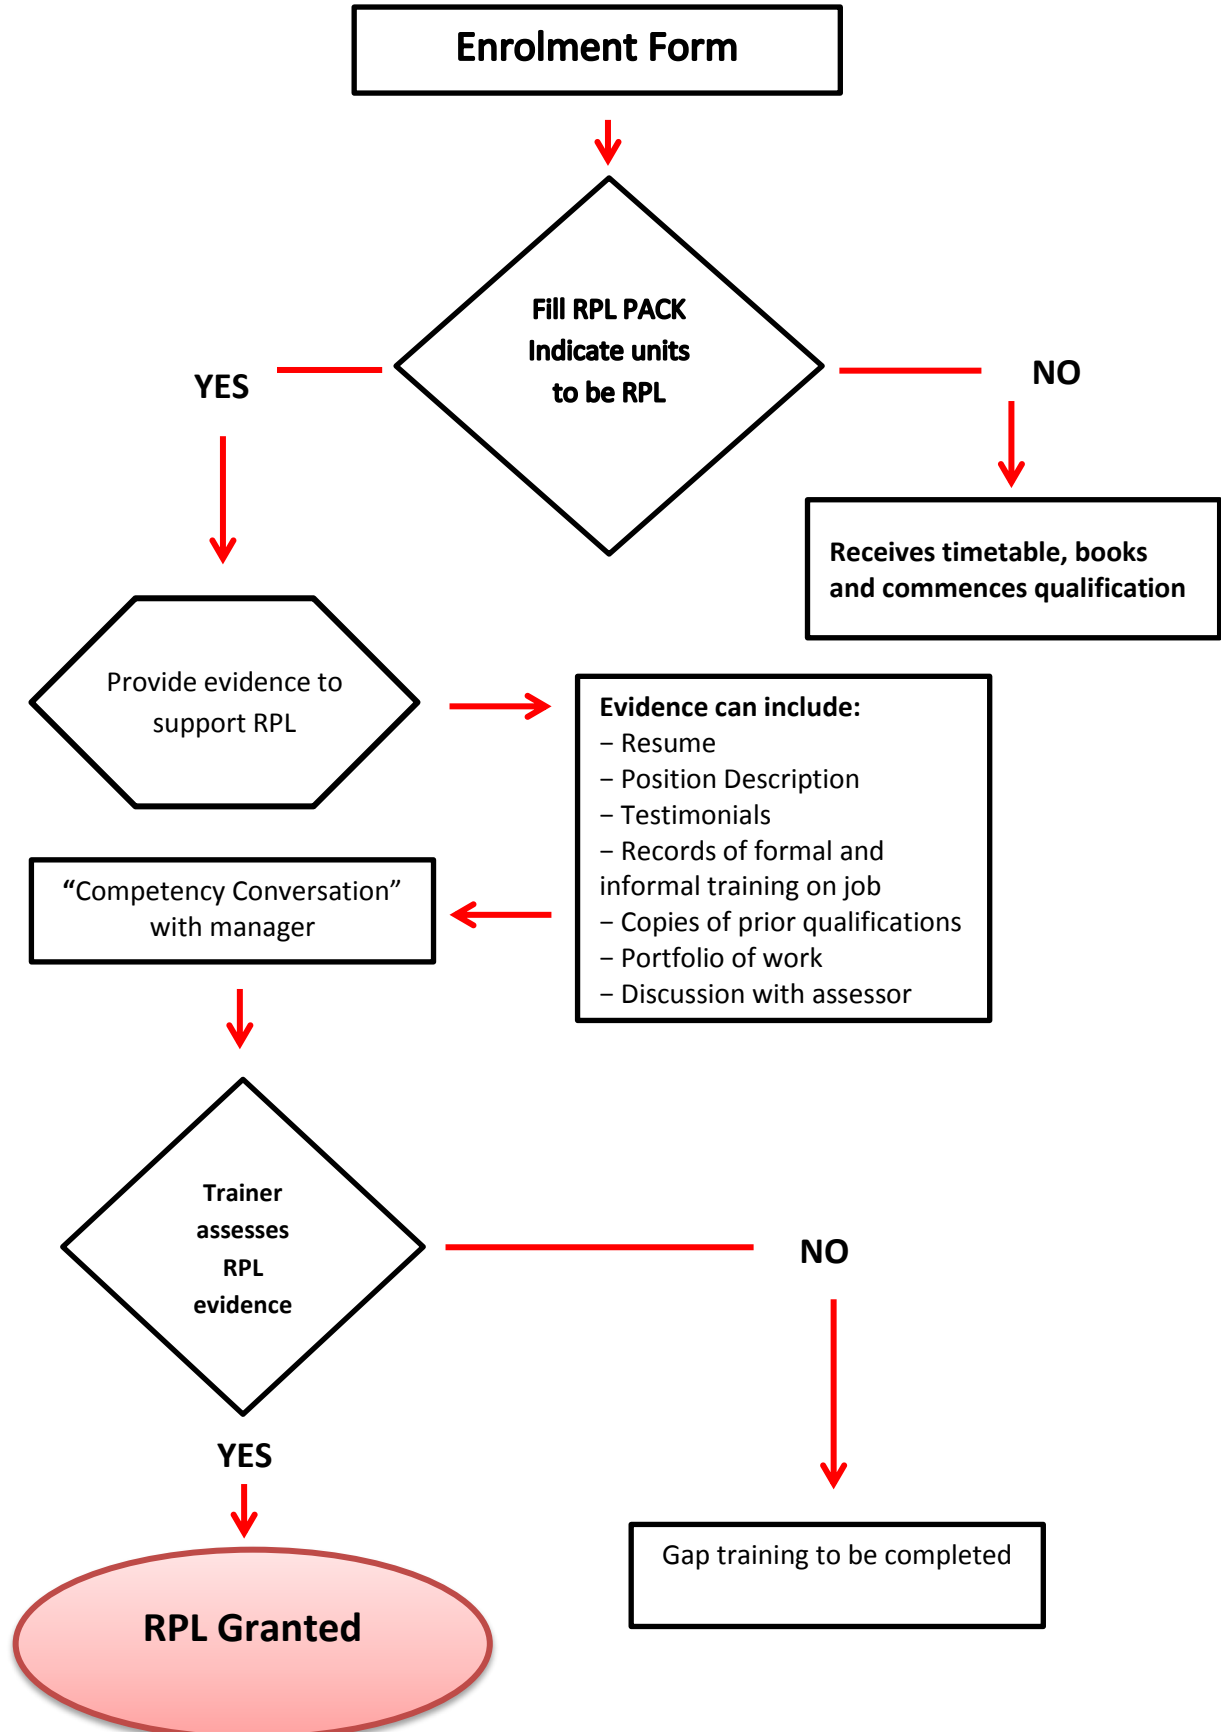 Enrolment Form
Fill RPL PACK
Indicate units
to be RPL
YES
NO
Receives timetable, books
and commences qualification
Provide evidence to
support RPL
Evidence can include:
– Resume
– Position Description
– Testimonials
– Records of formal and
informal training on job
– Copies of prior qualifications
– Portfolio of work
– Discussion with assessor
“Competency Conversation”
with manager
Trainer
assesses
RPL
evidence
NO
YES
Gap training to be completed
RPL Granted